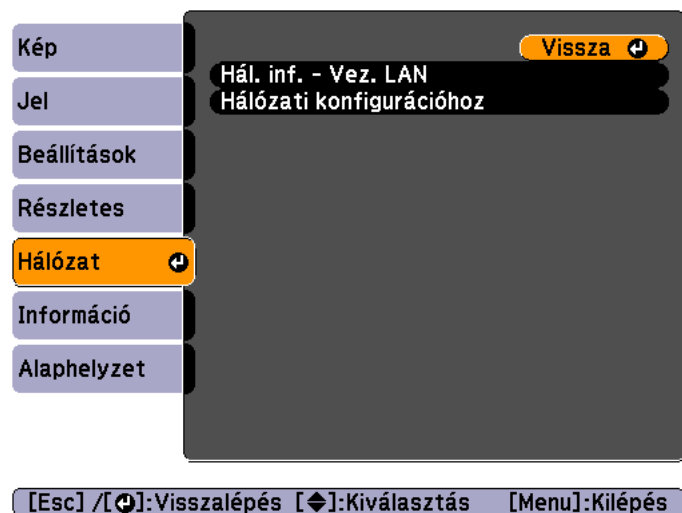 Kép
Jel
Beállítások
Részletes
Hálózat
Információ
Alaphelyzet
Vissza
Hál. inf. - Vez. LAN
Hálózati konfigurációhoz
[Esc] /[⏎]:Visszalépés [◆]:Kiválasztás [Menu]:Kilépés